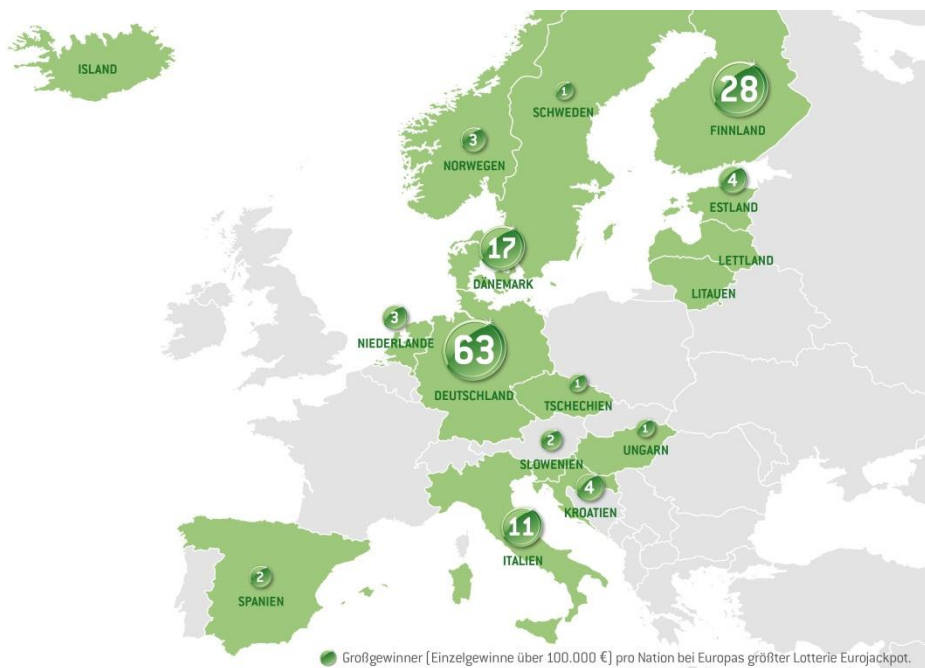 ISLAND
1
SCHWEDEN
28
FINNLAND
3
NORWEGEN
4
ESTLAND
17
DÄNEMARK
LETTLAND
LITAUEN
3
NIEDERLANDE
63
DEUTSCHLAND
1
TSCHECHIEN
2
SLOWENIEN
1
UNGARN
4
KROATIEN
11
ITALIEN
2
SPANIEN
Großgewinner (Einzelgewinne über 100.000 €) pro Nation bei Europas größter Lotterie Eurojackpot.